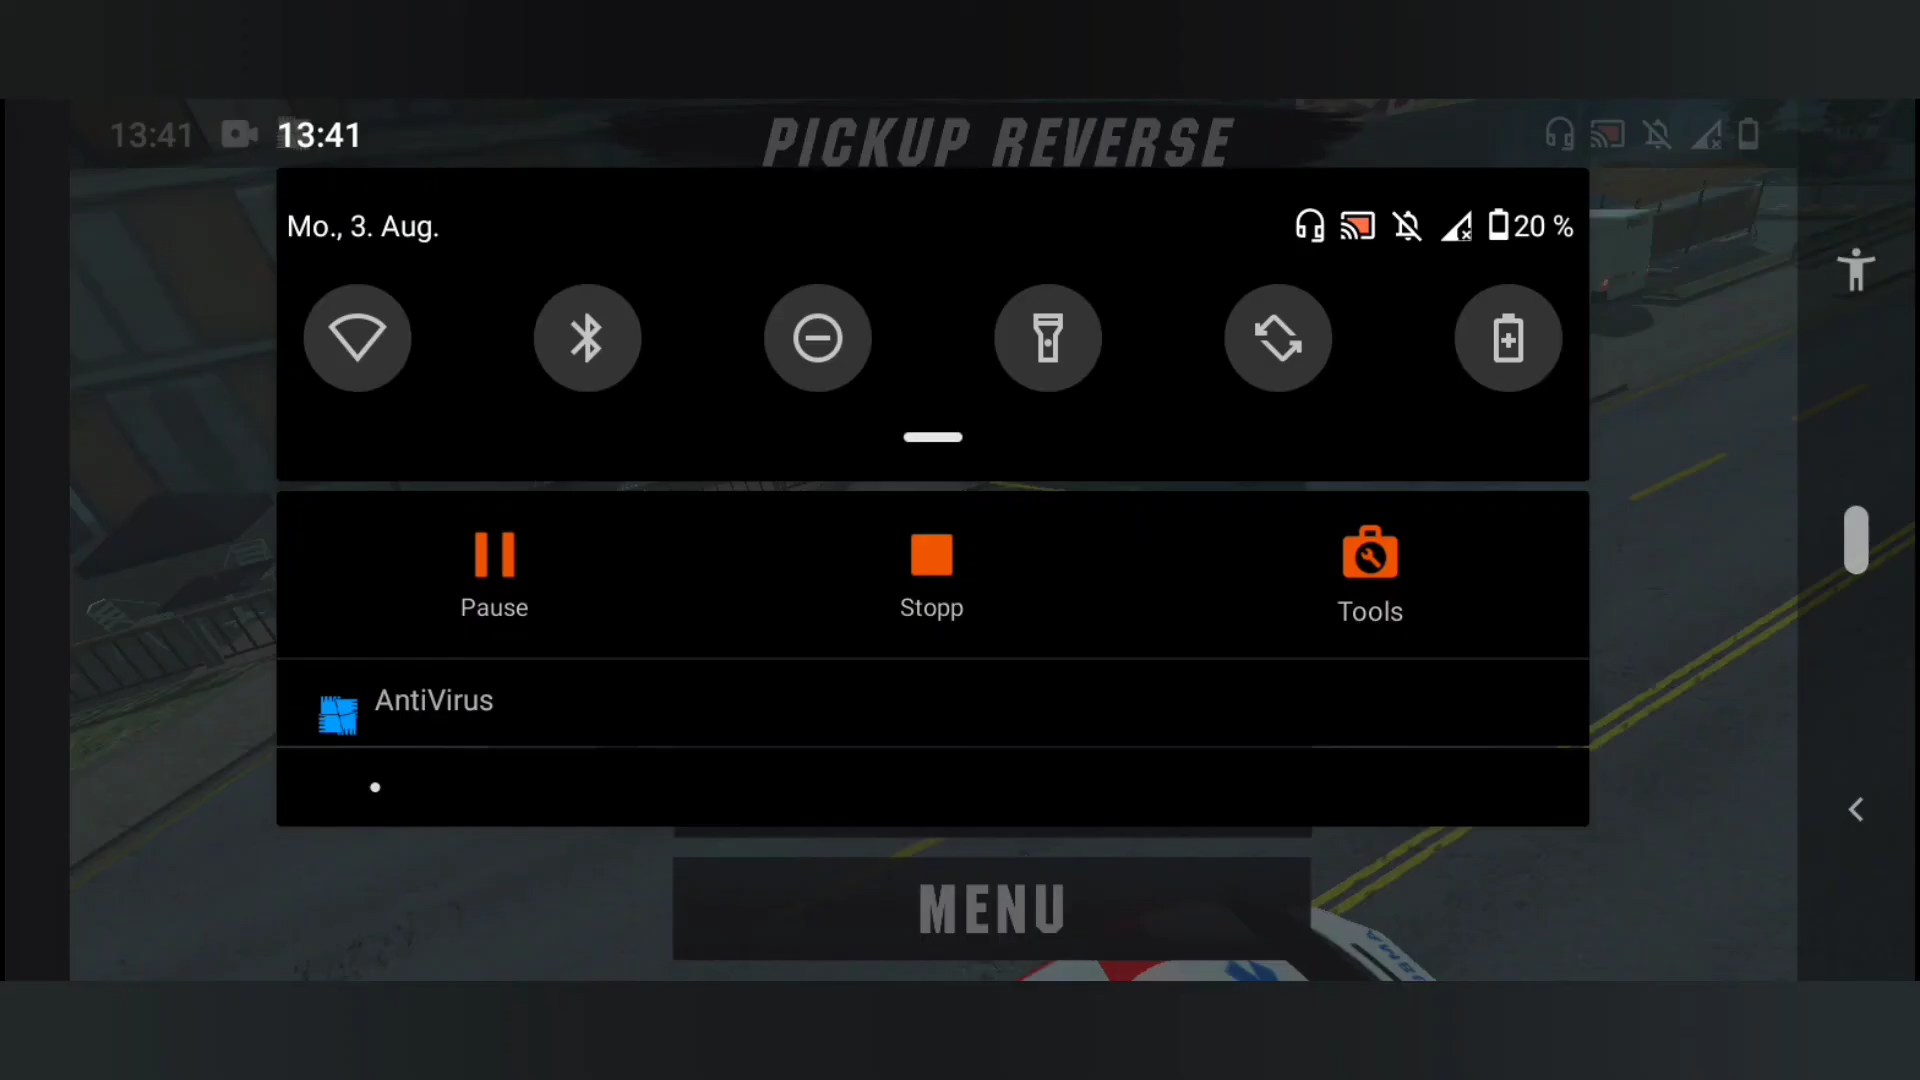 13:41 13:41
PICKUP REVERSE
Mo., 3. Aug.
20 %
Pause
Stopp
Tools
AntiVirus
MENU